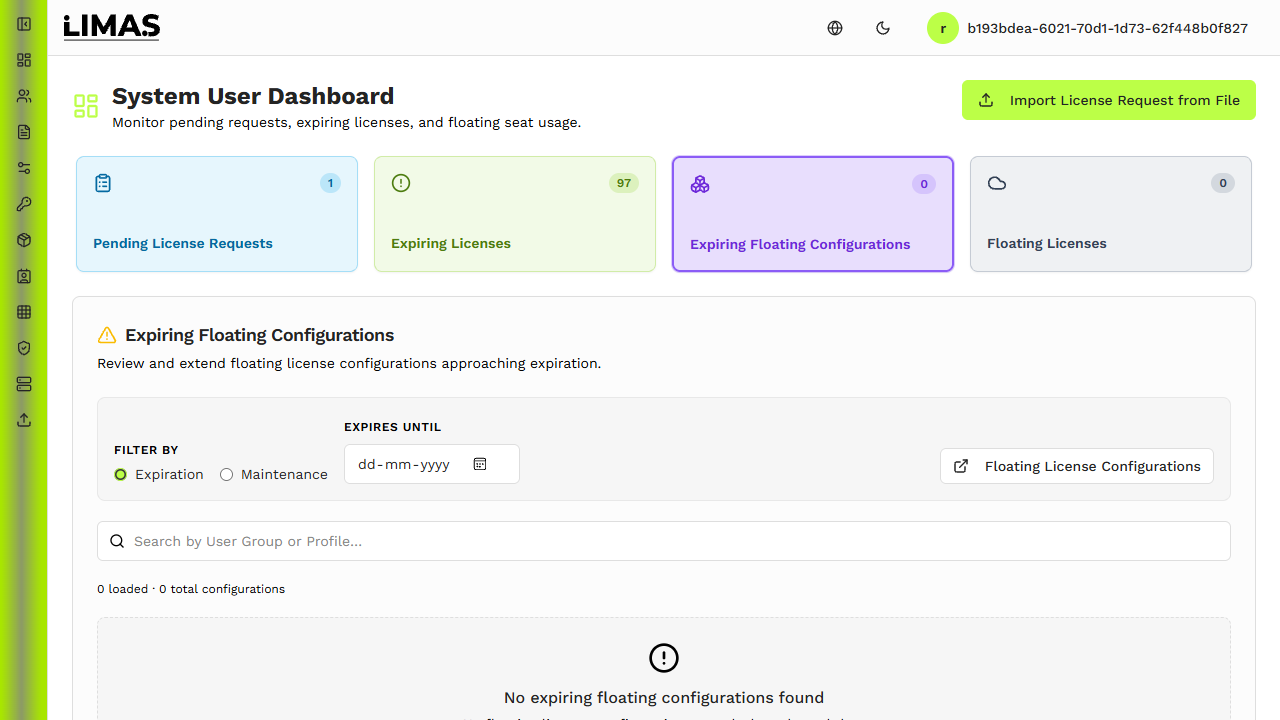 LIMAS
r
b193bdea-6021-70d1-1d73-62f448b0f827
System User Dashboard
Monitor pending requests, expiring licenses, and floating seat usage.
Import License Request from File
1
Pending License Requests
97
Expiring Licenses
0
Expiring Floating Configurations
0
Floating Licenses
Expiring Floating Configurations
Review and extend floating license configurations approaching expiration.
FILTER BY
Expiration
Maintenance
EXPIRES UNTIL
dd-mm-yyyy
Floating License Configurations
Search by User Group or Profile...
0 loaded · 0 total configurations
No expiring floating configurations found